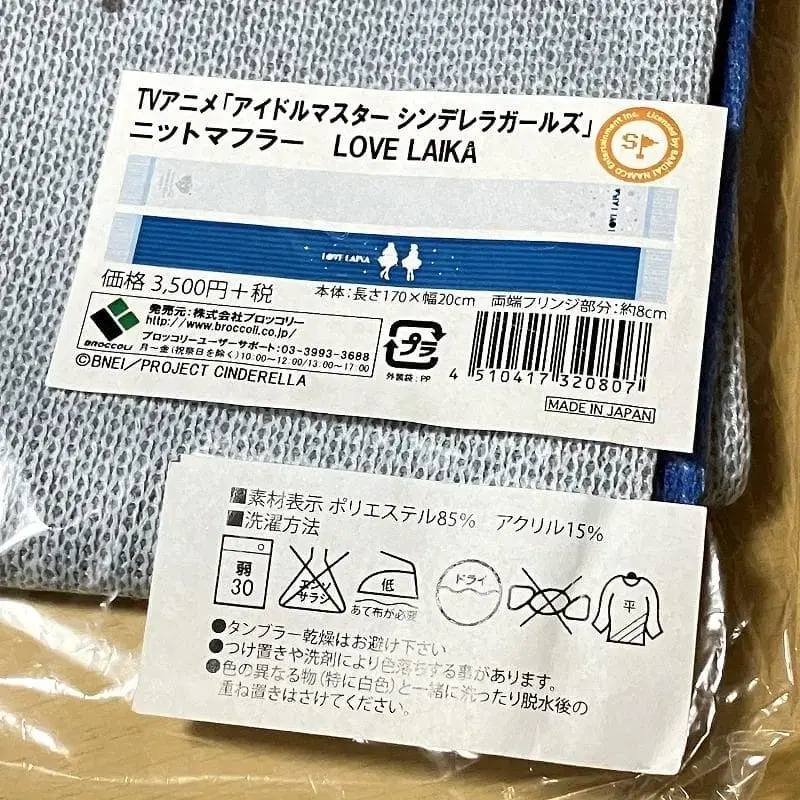 TVアニメ「アイドルマスター シンデレラガールズ」
ニットマフラー LOVE LAIKA
Licensed by BANDAI NAMCO Entertainment Inc.
SP
LOVE LAIKA
LOVE LAIKA
価格 3,500円+税
本体:長さ170×幅20cm 両端フリンジ部分:約8cm
BROCCOLI
発売元:株式会社ブロッコリー
http://www.broccoli.co.jp/
ブロッコリーユーザーサポート:03-3993-3688
月~金(祝祭日を除く)10:00~12:00/13:00~17:00
©BNEI/PROJECT CINDERELLA
プラ
外装袋:PP
4 510417 320807
MADE IN JAPAN
■素材表示 ポリエステル85% アクリル15%
■洗濯方法
弱
30
エンソ
サラシ
低
あて布が必要
ドライ
平
●タンブラー乾燥はお避け下さい
●つけ置きや洗剤により色落ちする事があります。
●色の異なる物(特に白色)と一緒に洗ったり脱水後の
重ね置きはさけてください。